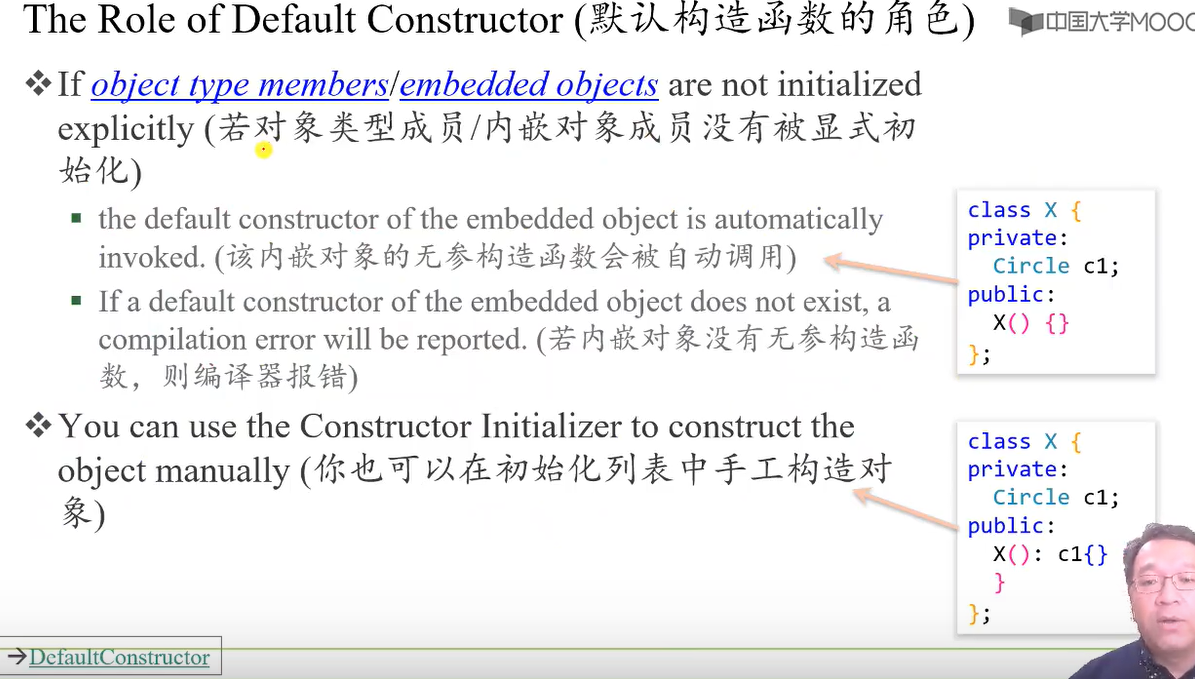 The Role of Default Constructor (默认构造函数的角色)
中国大学MOOC
❖If object type members/embedded objects are not initialized
explicitly (若对象类型成员/内嵌对象成员没有被显式初
始化)
▪ the default constructor of the embedded object is automatically
invoked. (该内嵌对象的无参构造函数会被自动调用)
▪ If a default constructor of the embedded object does not exist, a
compilation error will be reported. (若内嵌对象没有无参构造函
数，则编译器报错)
class X {
private:
Circle c1;
public:
X() {}
};
❖You can use the Constructor Initializer to construct the
object manually (你也可以在初始化列表中手工构造对
象)
class X {
private:
Circle c1;
public:
X(): c1{}
}
};
→DefaultConstructor